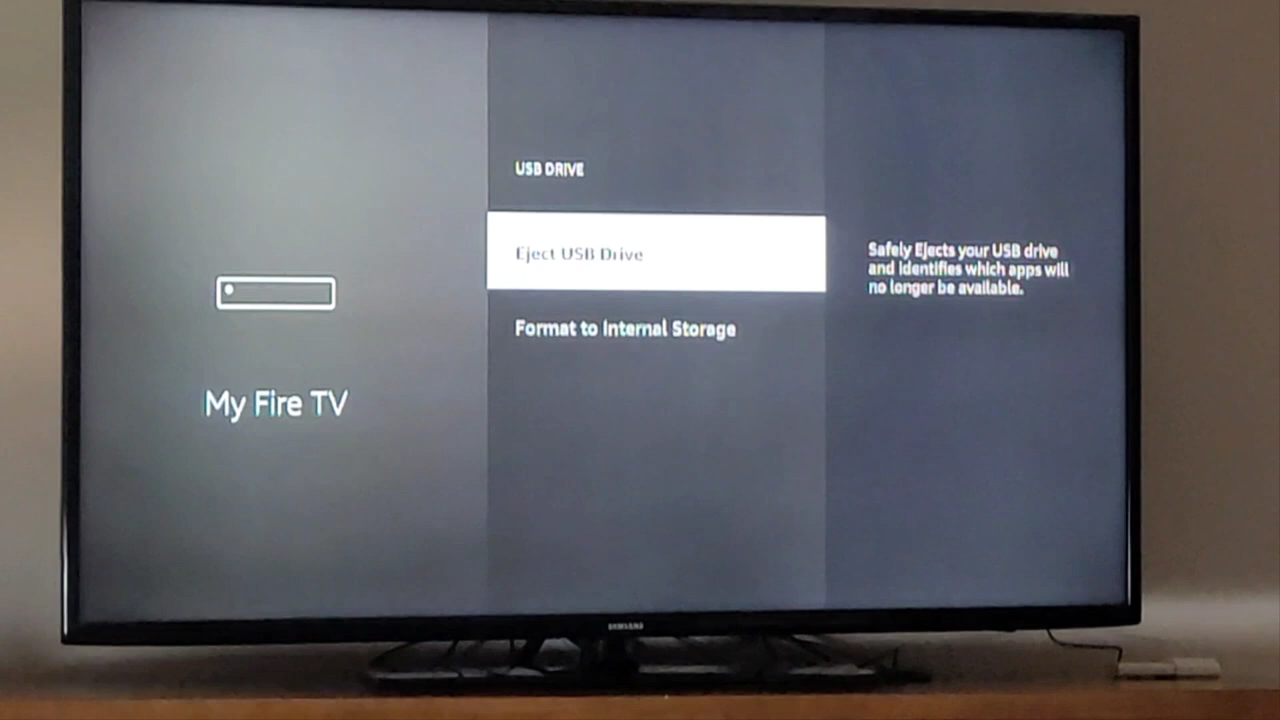 USB DRIVE
Eject USB Drive
Format to Internal Storage
My Fire TV
Safely Ejects your USB drive
and identifies which apps will
no longer be available.
SAMSUNG